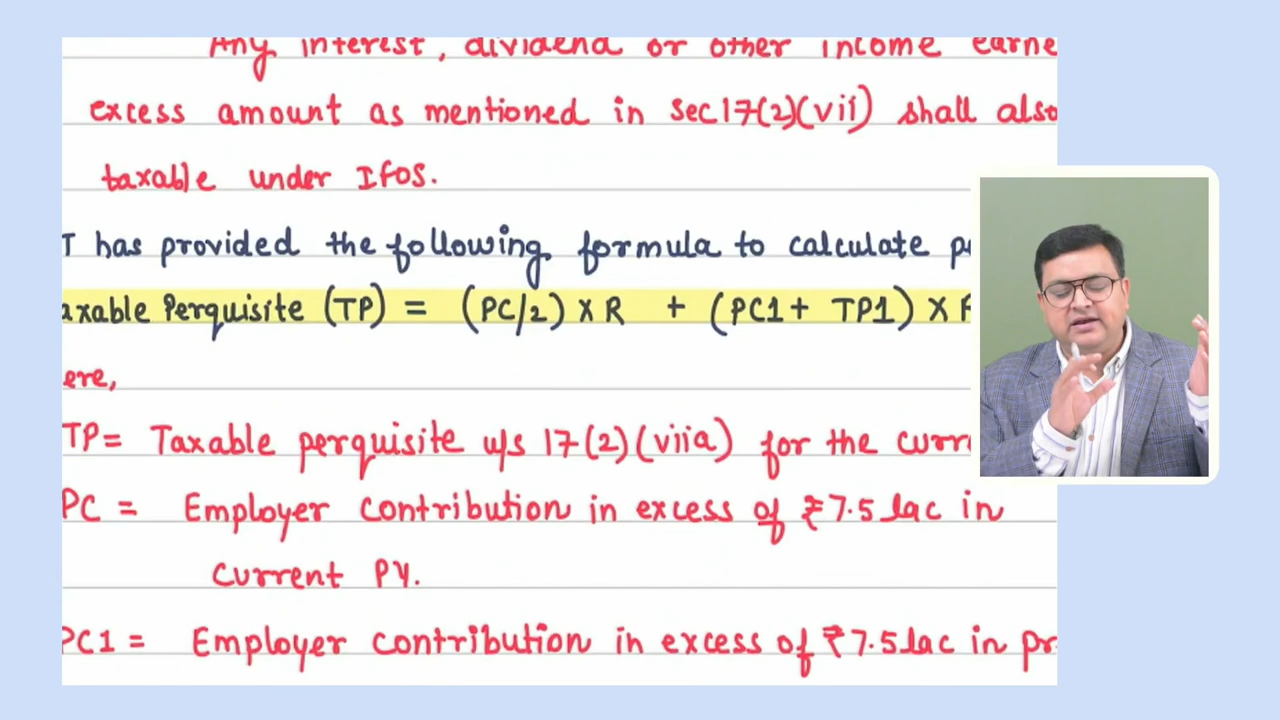 Any interest, dividend or other income earne
excess amount as mentioned in Sec17(2)(vii) shall also
taxable under IFOS.
T has provided the following formula to calculate pe
axable Perquisite (TP) = (PC/2) X R + (PC1 + TP1) X R
ere,
TP = Taxable perquisite u/s 17(2)(viia) for the curre
PC = Employer contribution in excess of ₹7.5 lac in
Current PY.
PC1 = Employer contribution in excess of ₹7.5 lac in pr